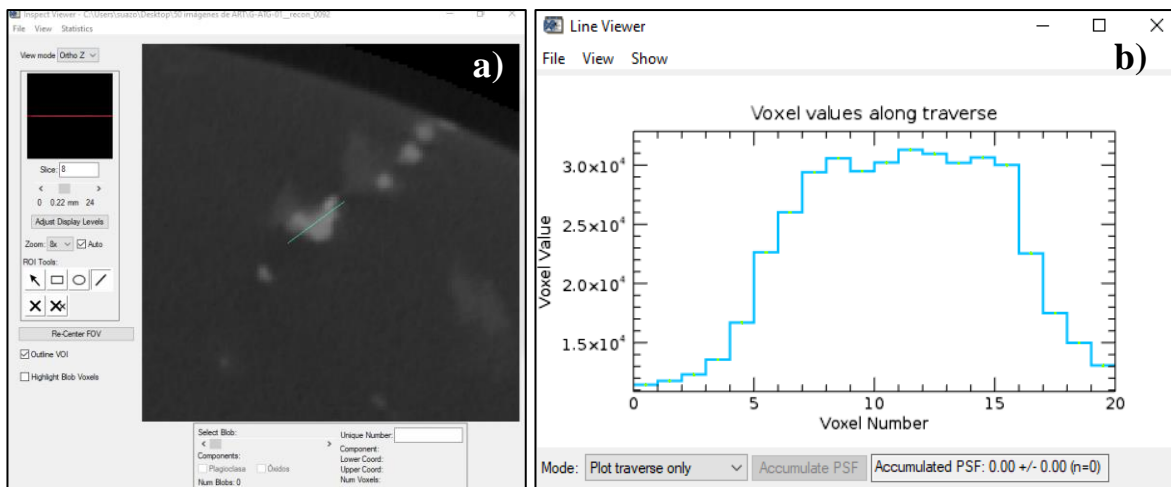 Inspect Viewer - C:\Users\suazo\Desktop\50 imágenes de ART\G-ATG-01__recon_0092
File View Statistics
a)
View mode Ortho Z
Slice: 8
0 0.22 mm 24
Adjust Display Levels
Zoom: 8x Auto
ROI Tools:
Re-Center FOV
Outline VOI
Highlight Blob Voxels
Select Blob:
Components:
Plagioclasa Óxidos
Num Blobs: 0
Unique Number:
Component:
Lower Coord:
Upper Coord:
Num Voxels:
Line Viewer
File View Show
b)
Voxel values along traverse
Voxel Value
3.0×10⁴
2.5×10⁴
2.0×10⁴
1.5×10⁴
0 5 10 15 20
Voxel Number
Mode: Plot traverse only Accumulate PSF Accumulated PSF: 0.00 +/- 0.00 (n=0)